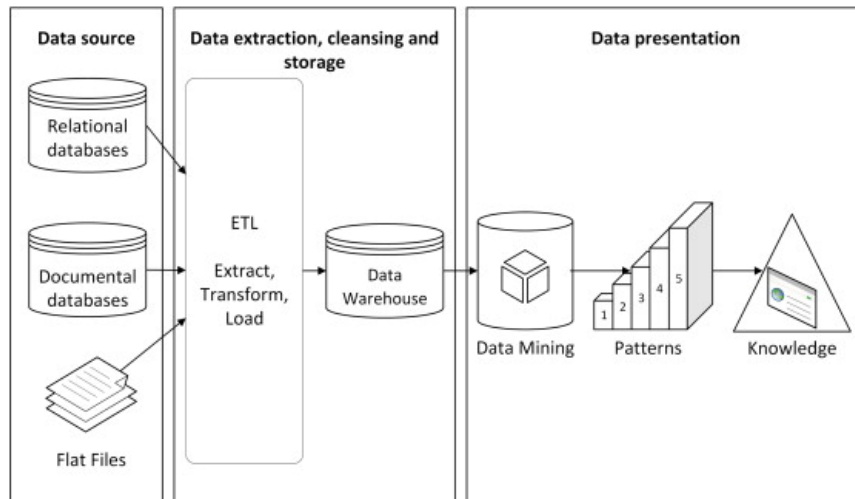 Data source
Data extraction, cleansing and
storage
Data presentation
Relational
databases
Documental
databases
Flat Files
ETL
Extract,
Transform,
Load
Data
Warehouse
Data Mining
1
2
3
4
5
Patterns
Knowledge